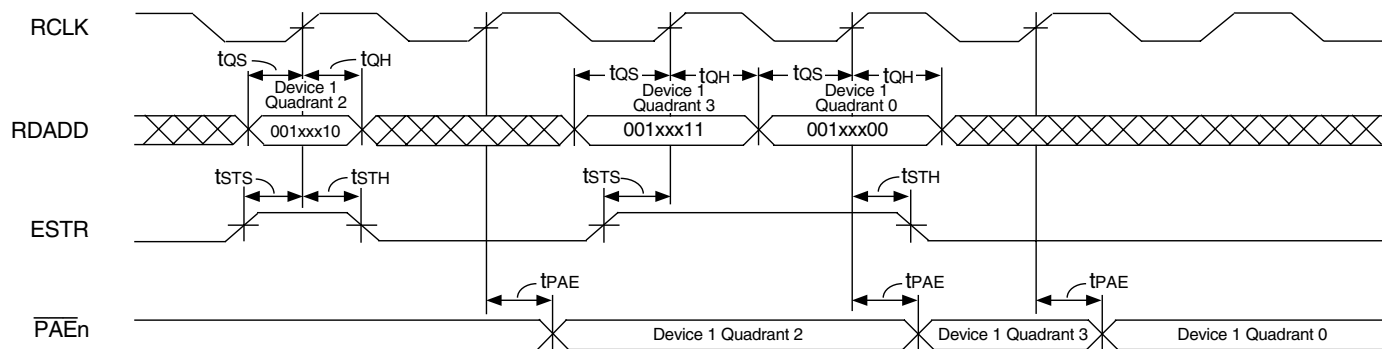 RCLK
tQS tQH tQS tQH tQS tQH
Device 1
Quadrant 2
Device 1
Quadrant 3
Device 1
Quadrant 0
RDADD
001xxx10 001xxx11 001xxx00
tSTS tSTH tSTS tSTH
ESTR
tPAE tPAE tPAE
PAEn
Device 1 Quadrant 2 Device 1 Quadrant 3 Device 1 Quadrant 0